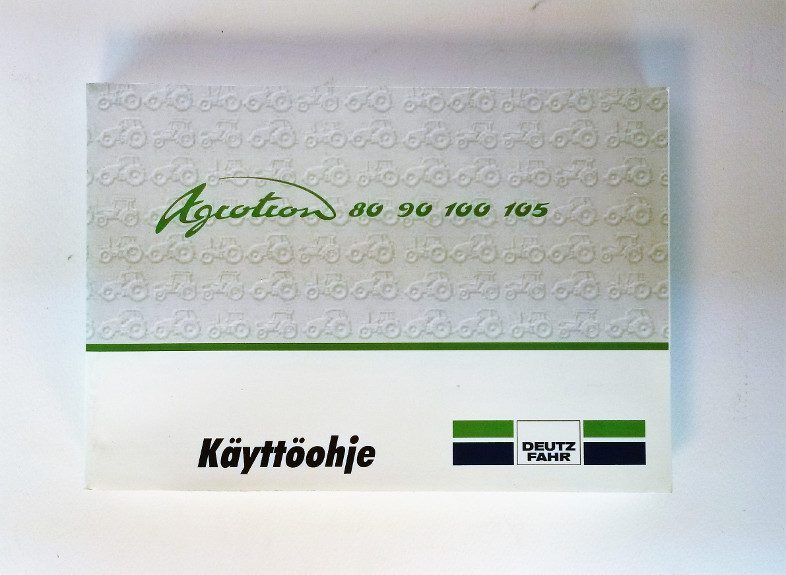 Agrotron 80 90 100 105
Käyttöohje
DEUTZ
FAHR